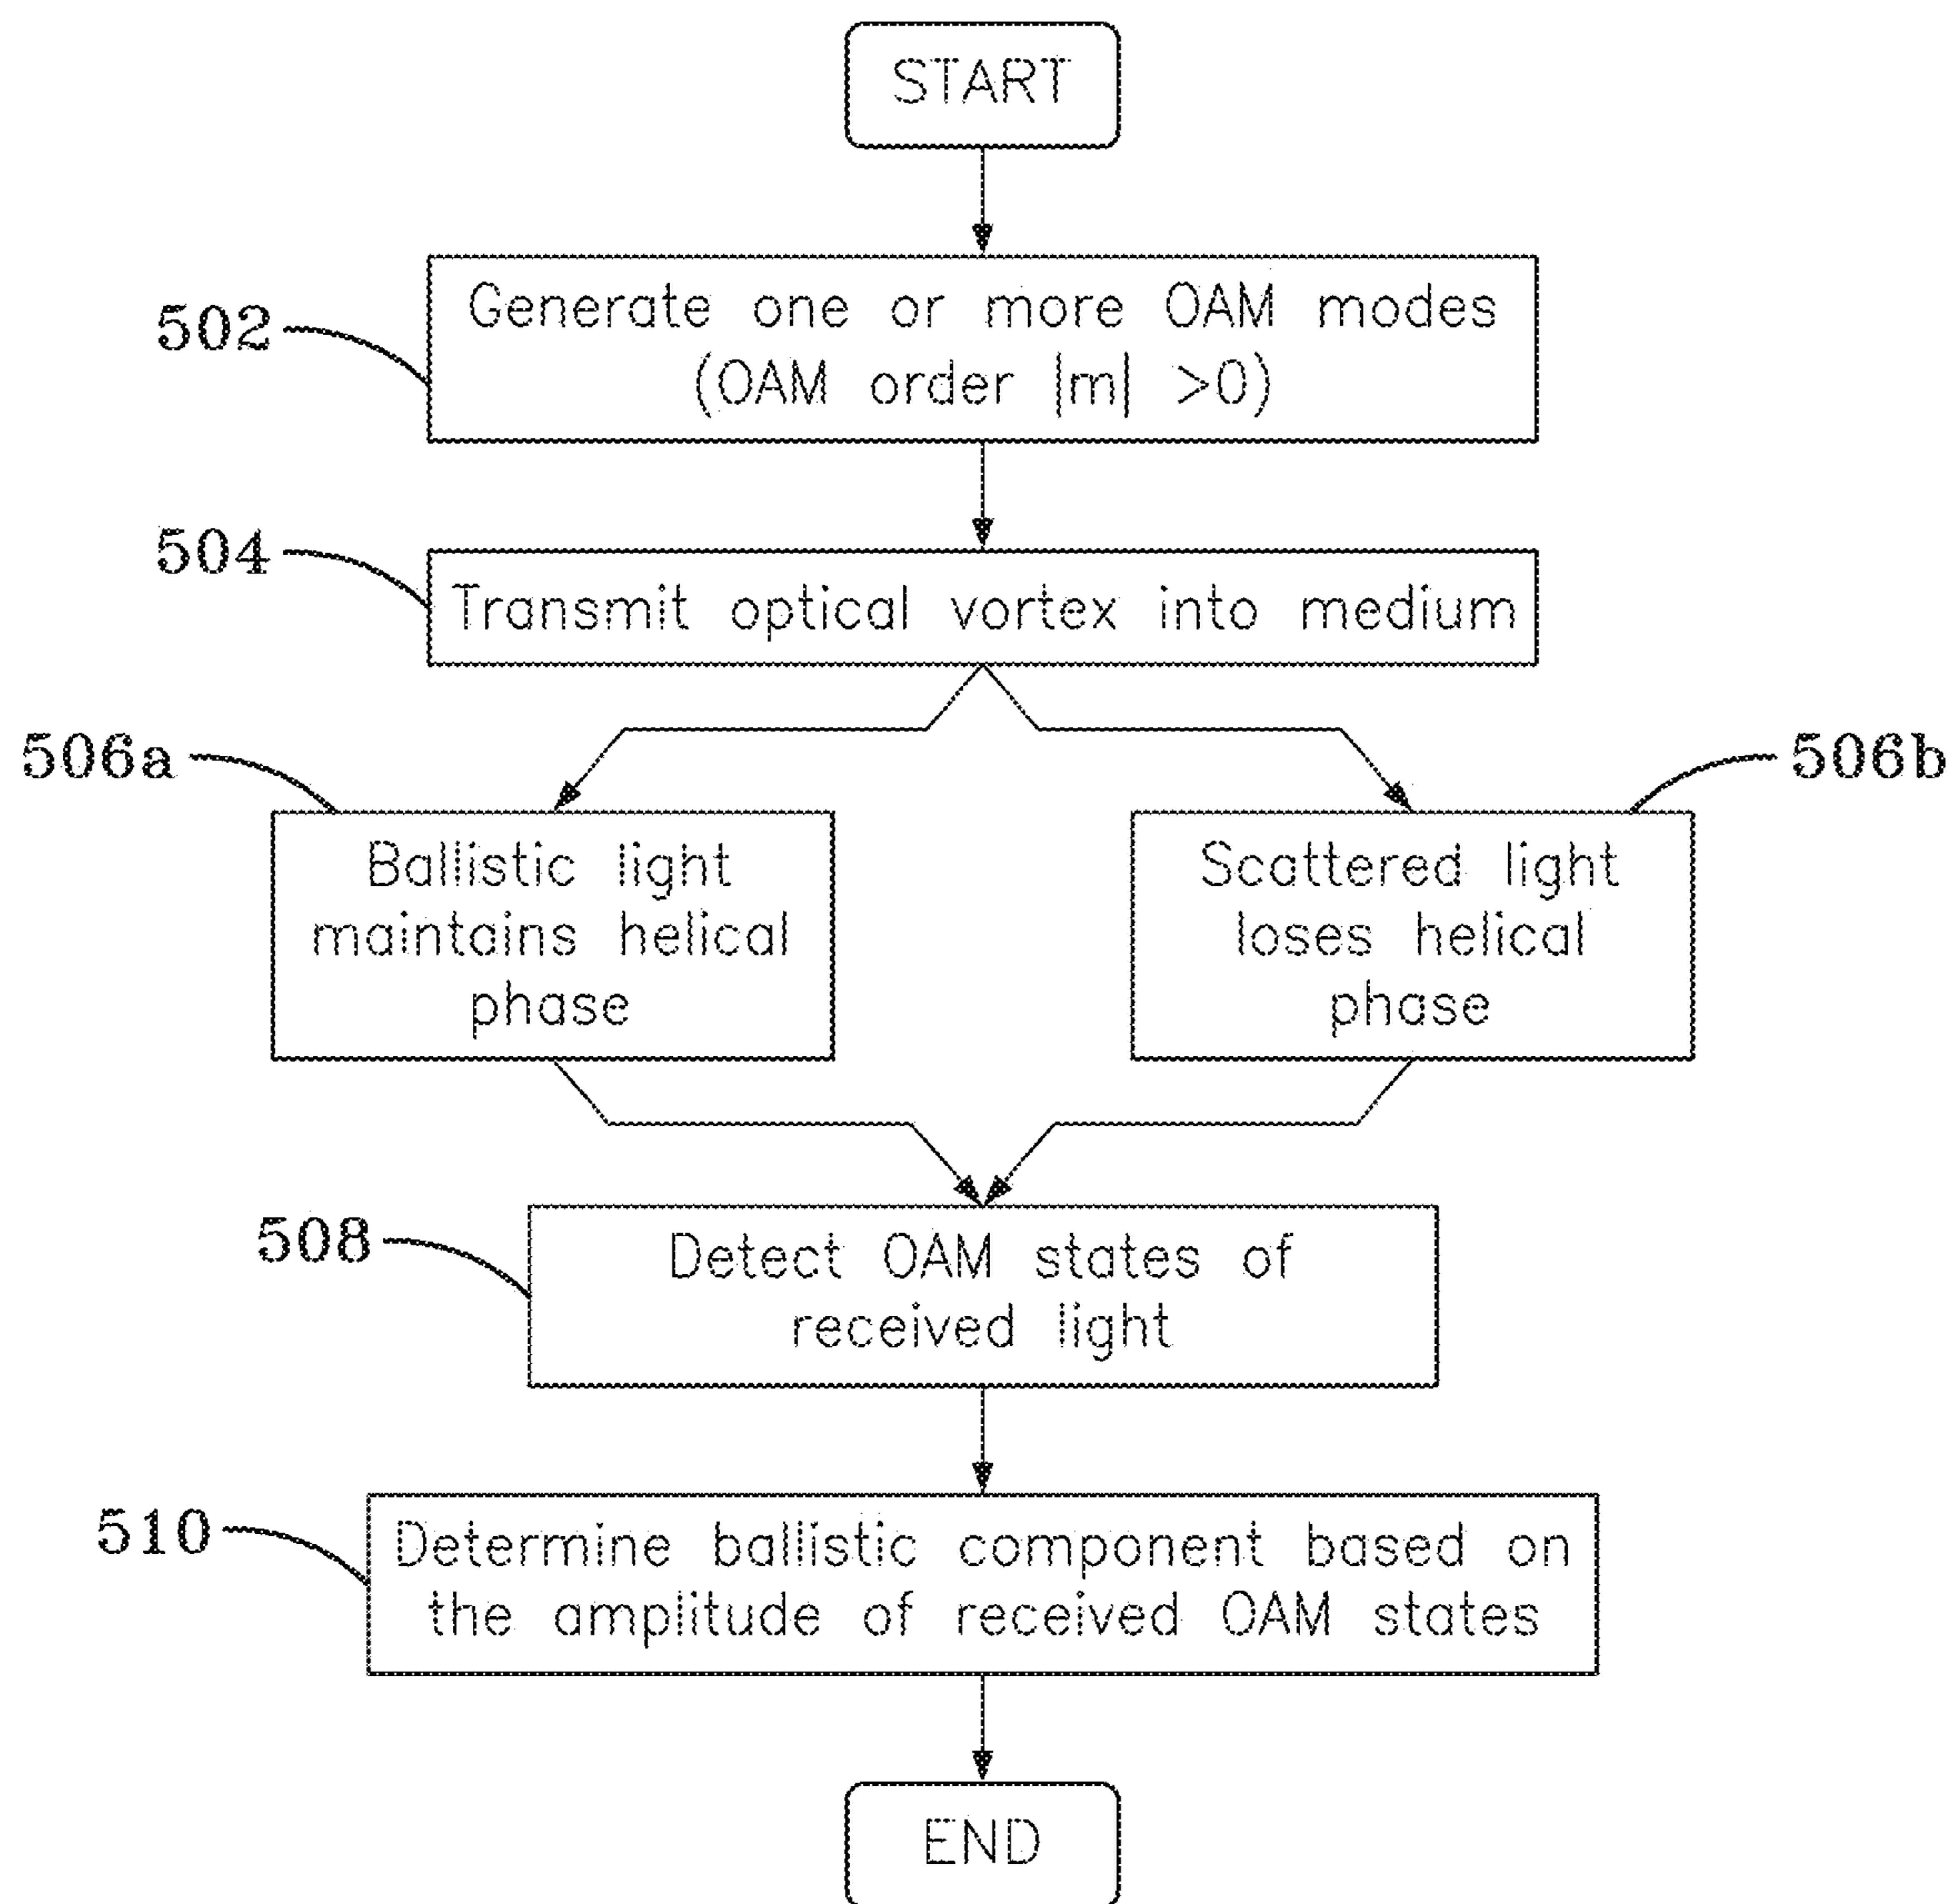 START
502
Generate one or more OAM modes
(OAM order |m| >0)
504
Transmit optical vortex into medium
506a
506b
Ballistic light
maintains helical
phase
Scattered light
loses helical
phase
508
Detect OAM states of
received light
510
Determine ballistic component based on
the amplitude of received OAM states
END